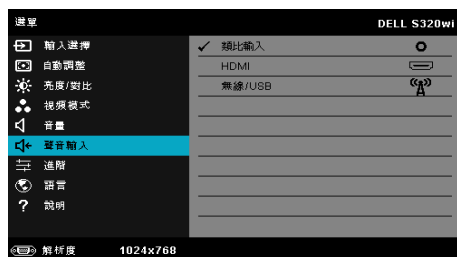 選單 DELL S320wi
輸入選擇
自動調整
亮度/對比
視頻模式
音量
聲音輸入
進階
語言
說明
✓ 類比輸入
HDMI
無線/USB
解析度 1024x768